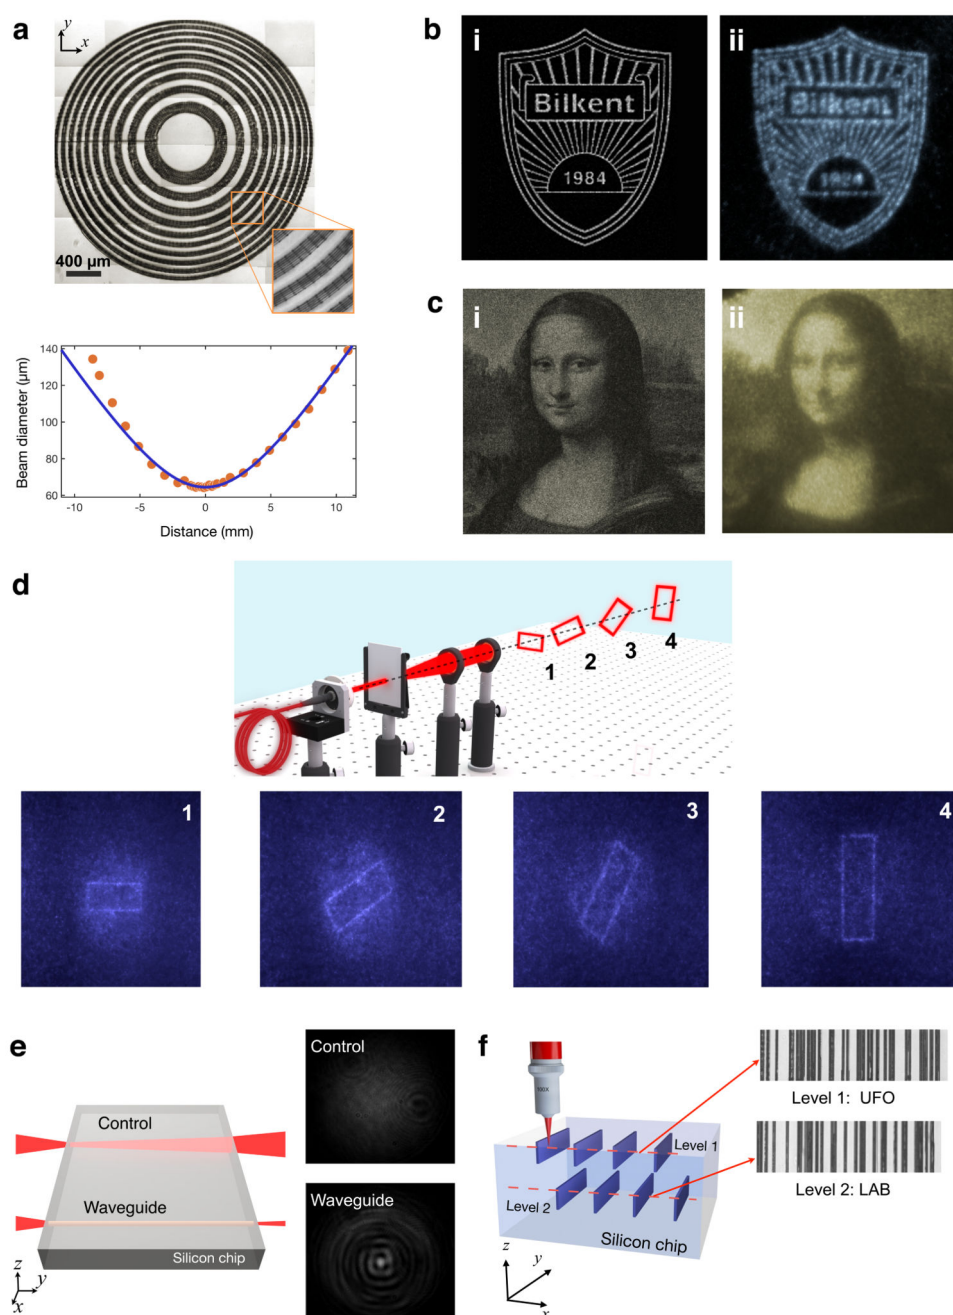 a
y
x
400 µm
140
120
100
80
60
Beam diameter (µm)
-10
-5
0
5
10
Distance (mm)
b
i
Bilkent
1984
ii
Bilkent
1984
c
i
ii
d
1
2
3
4
1
2
3
4
e
Control
Waveguide
Silicon chip
z
y
x
Control
Waveguide
f
100X
Level 1
Level 2
Silicon chip
z
y
x
Level 1: UFO
Level 2: LAB